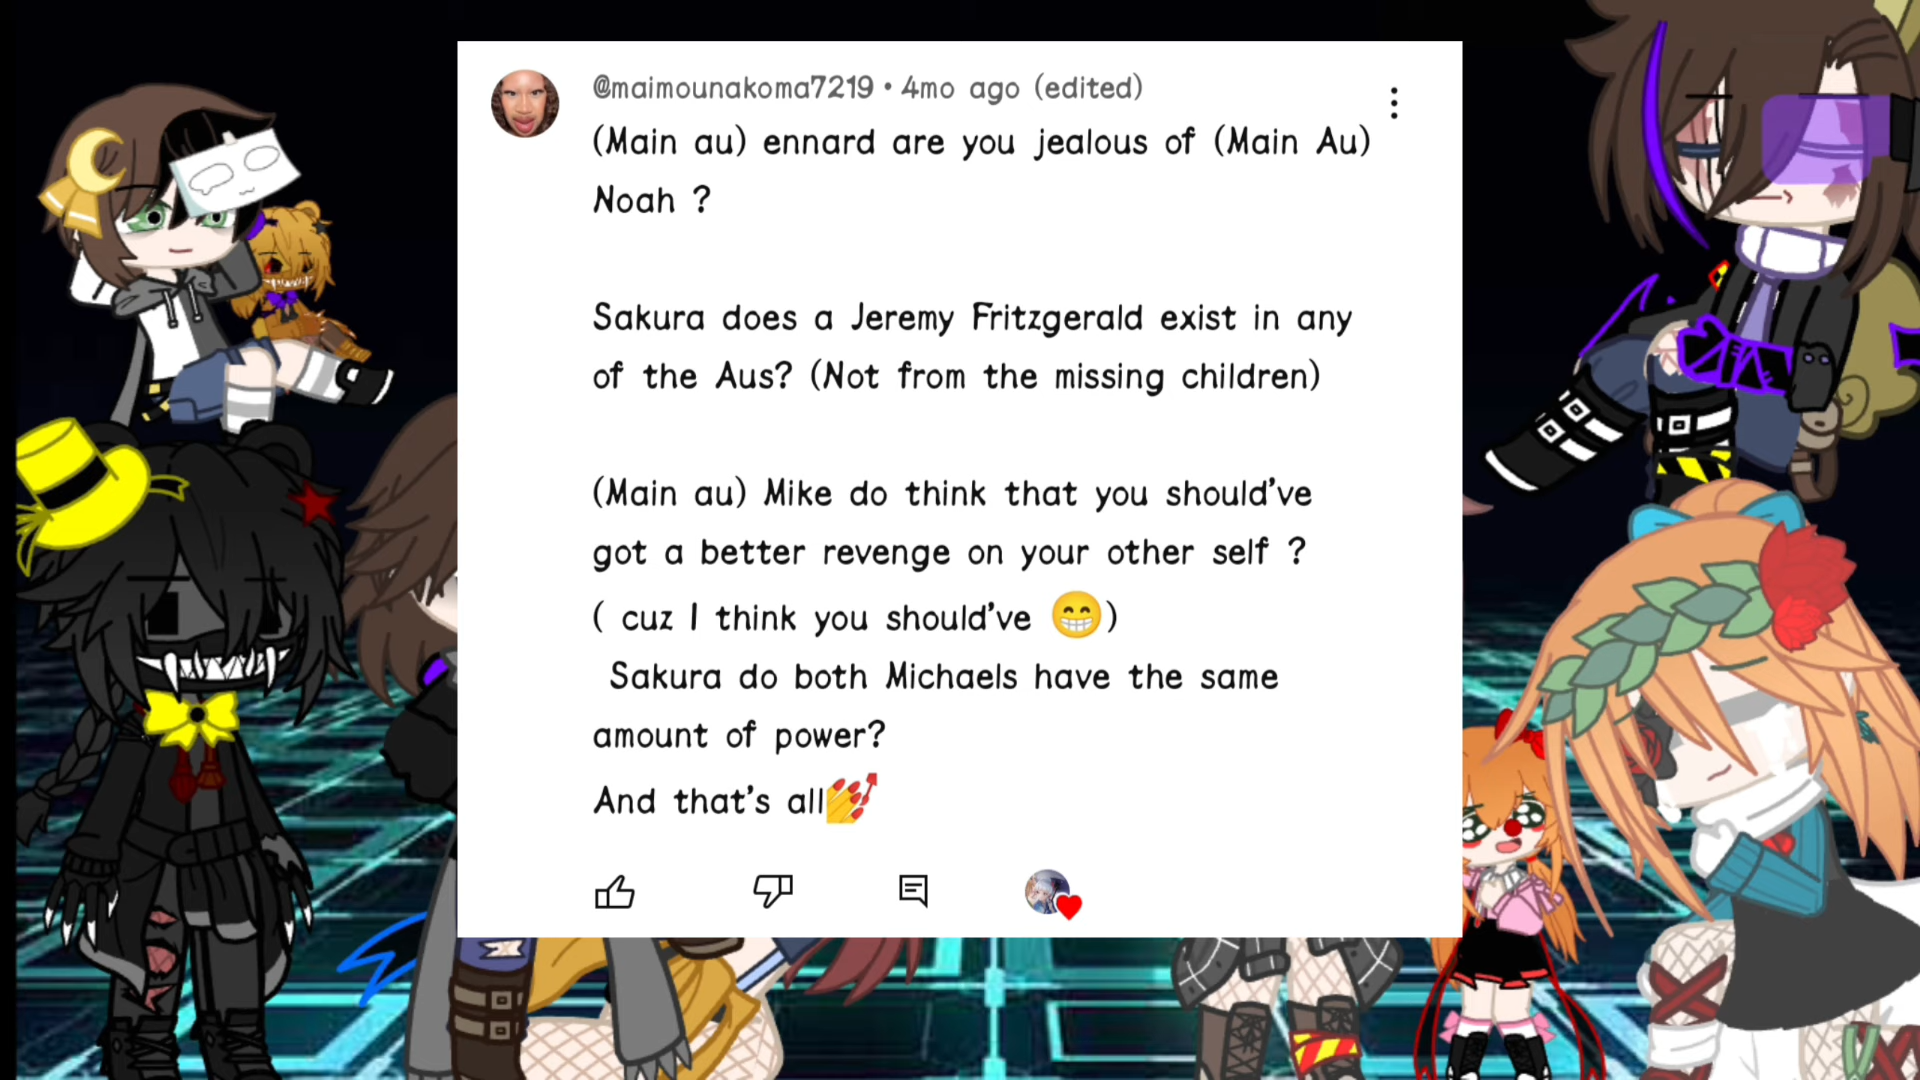 @maimounakoma7219 • 4mo ago (edited)
(Main au) ennard are you jealous of (Main Au)
Noah ?
Sakura does a Jeremy Fritzgerald exist in any
of the Aus? (Not from the missing children)
(Main au) Mike do think that you should've
got a better revenge on your other self ?
( cuz I think you should've 😁)
Sakura do both Michaels have the same
amount of power?
And that's all💅